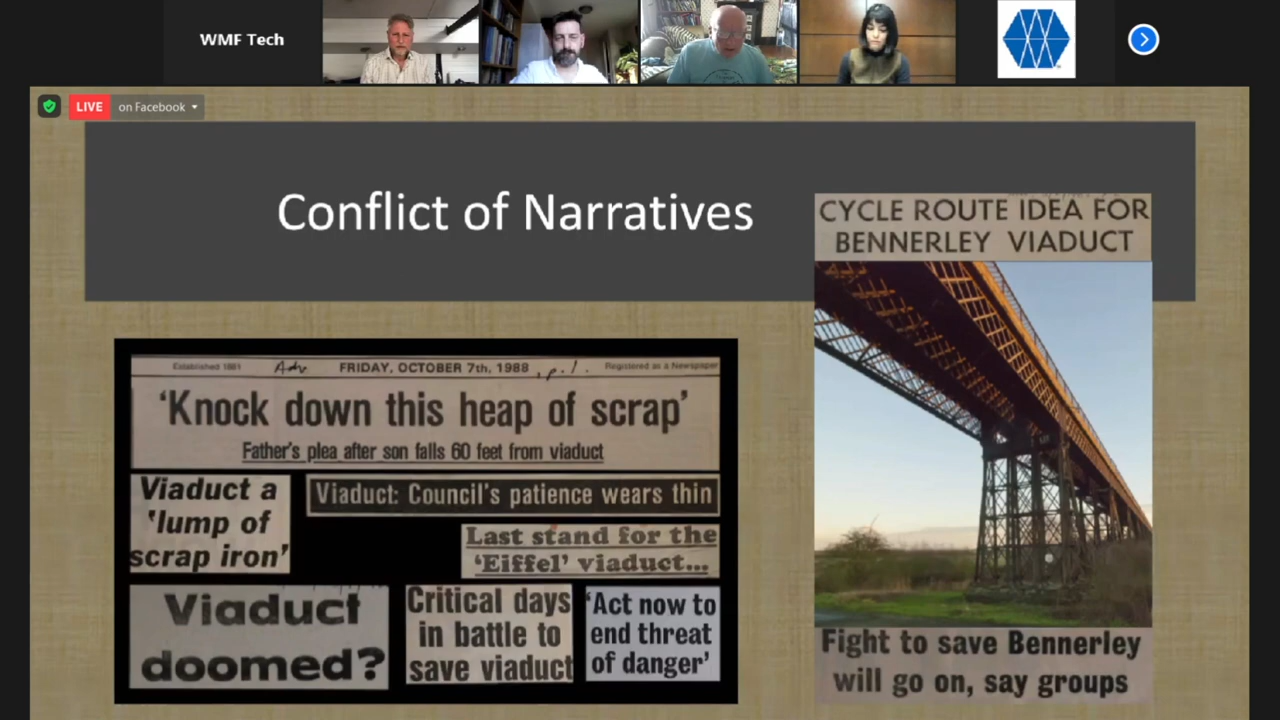 WMF Tech
LIVE on Facebook
Conflict of Narratives
CYCLE ROUTE IDEA FOR
BENNERLEY VIADUCT
Established 1881 Adv FRIDAY, OCTOBER 7th, 1988 , p.1. Registered as a Newspaper
‘Knock down this heap of scrap’
Father's plea after son falls 60 feet from viaduct
Viaduct a
‘lump of
scrap iron’
Viaduct: Council's patience wears thin
Last stand for the
‘Eiffel’ viaduct...
Viaduct
doomed?
Critical days
in battle to
save viaduct
‘Act now to
end threat
of danger’
Fight to save Bennerley
will go on, say groups